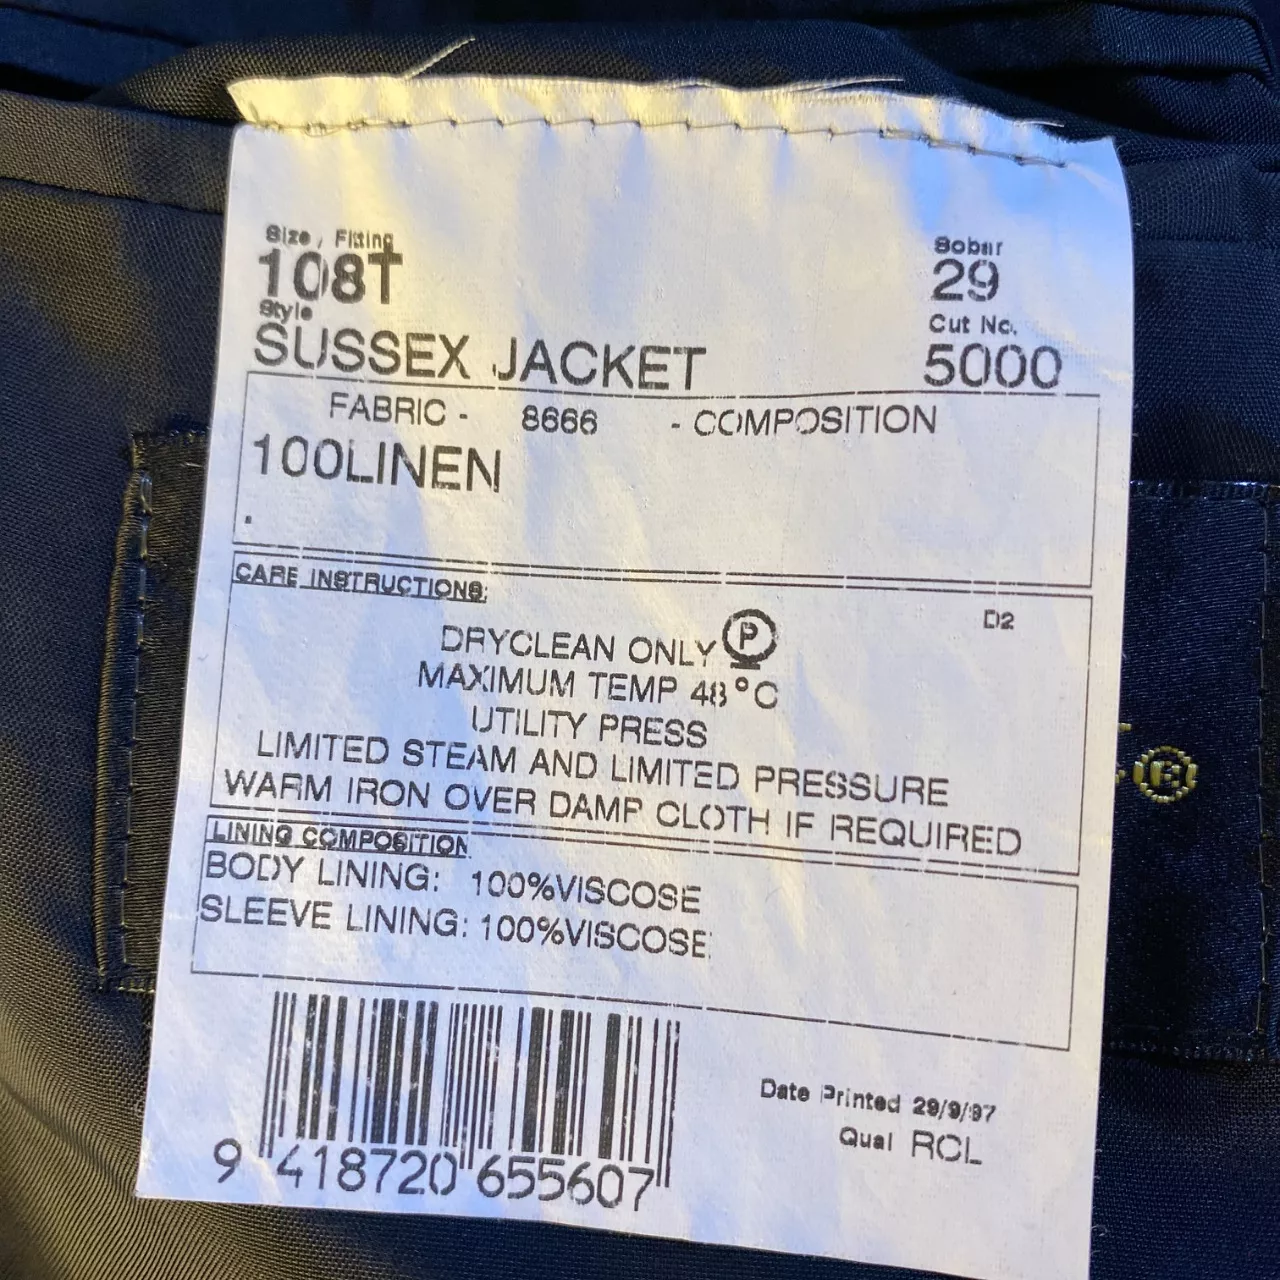 Size, Fitting
108T
Sobar
29
Style
SUSSEX JACKET
Cut No.
5000
FABRIC - 8666 - COMPOSITION
100LINEN
.
CARE INSTRUCTIONS:
D2
DRYCLEAN ONLY P
MAXIMUM TEMP 48°C
UTILITY PRESS
LIMITED STEAM AND LIMITED PRESSURE
WARM IRON OVER DAMP CLOTH IF REQUIRED
LINING COMPOSITION
BODY LINING: 100%VISCOSE
SLEEVE LINING: 100%VISCOSE
9 418720 655607
Date Printed 29/9/97
Qual RCL
®